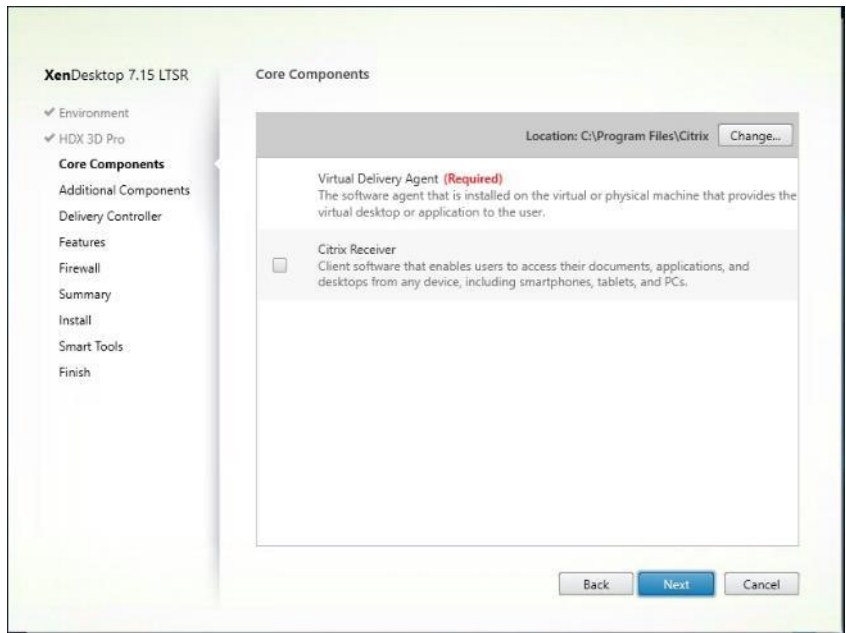 XenDesktop 7.15 LTSR
Environment
HDX 3D Pro
Core Components
Additional Components
Delivery Controller
Features
Firewall
Summary
Install
Smart Tools
Finish
Core Components
Location: C:\Program Files\Citrix
Change...
Virtual Delivery Agent (Required)
The software agent that is installed on the virtual or physical machine that provides the
virtual desktop or application to the user.
Citrix Receiver
Client software that enables users to access their documents, applications, and
desktops from any device, including smartphones, tablets, and PCs.
Back
Next
Cancel